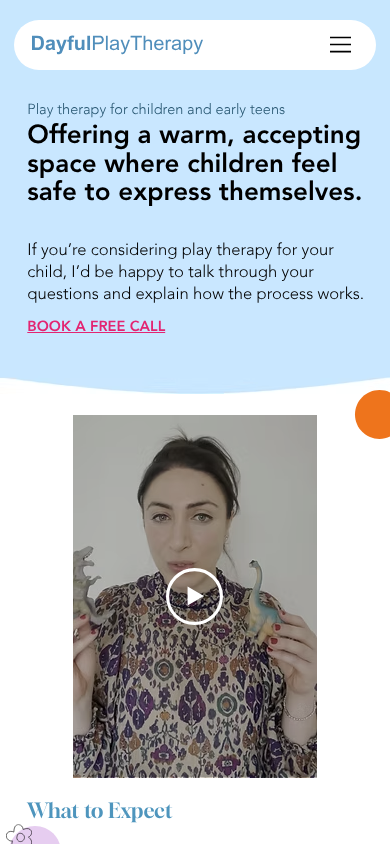 DayfulPlayTherapy
Play therapy for children and early teens
Offering a warm, accepting
space where children feel
safe to express themselves.
If you’re considering play therapy for your
child, I’d be happy to talk through your
questions and explain how the process works.
BOOK A FREE CALL
What to Expect